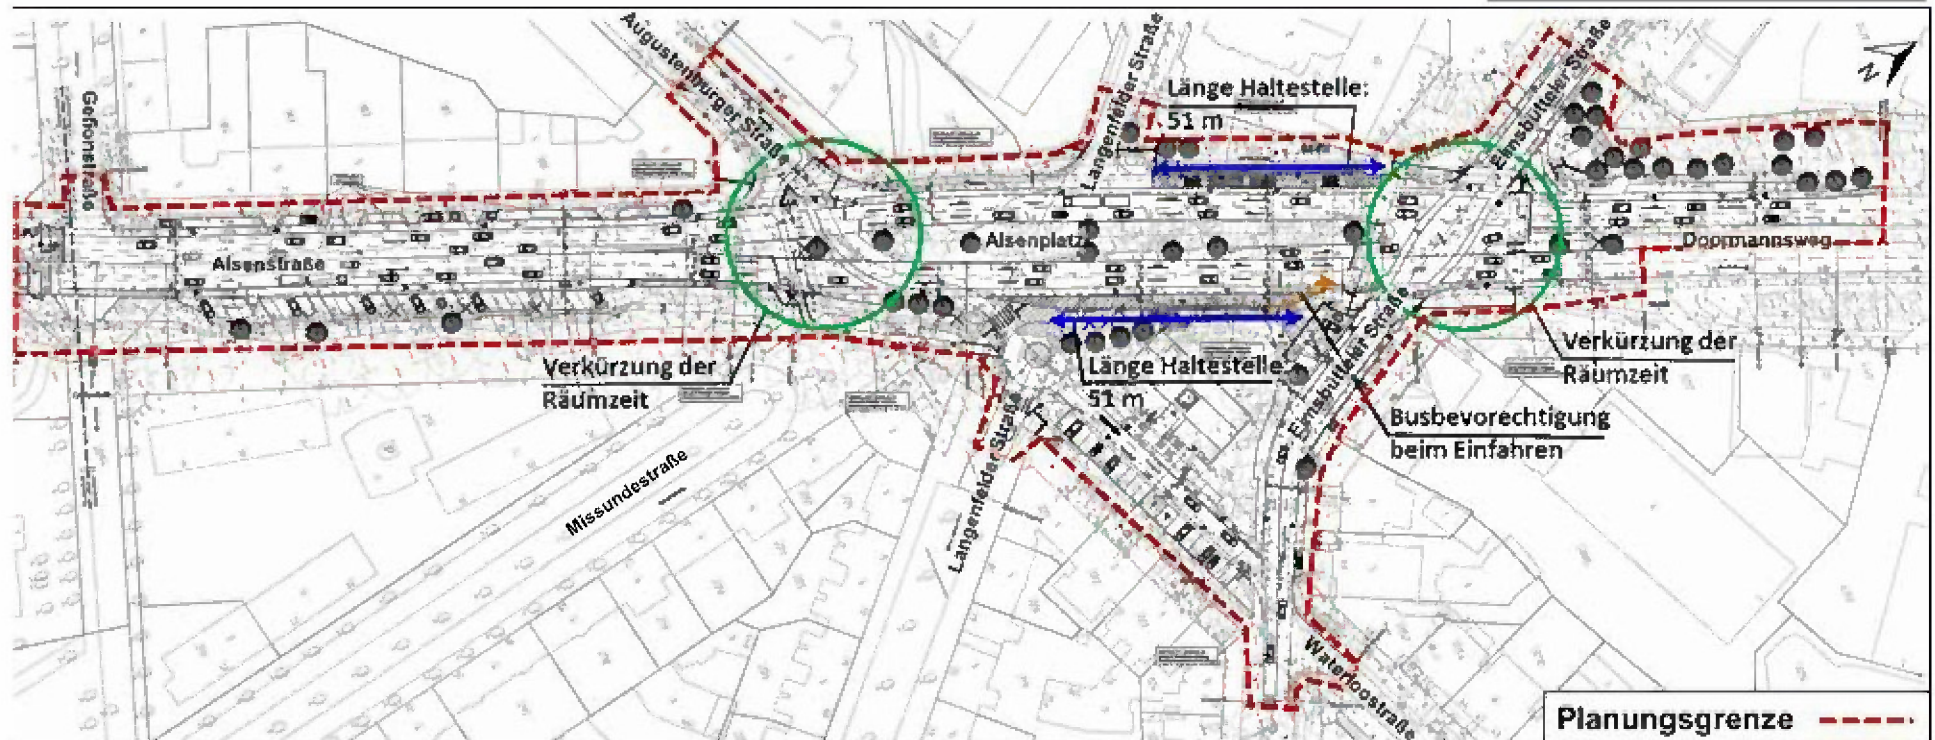 Augustenburger Straße
Langenfelder Straße
Eimsbütteler Straße
N
Länge Haltestelle:
51 m
Gefionstraße
Alsenstraße
Alsenplatz
Doormannsweg
Verkürzung der
Räumzeit
Länge Haltestelle
51 m
Eimsbütteler Straße
Verkürzung der
Räumzeit
Busbevorechtigung
beim Einfahren
Missundestraße
Langenfelder Straße
Waterloostraße
Planungsgrenze